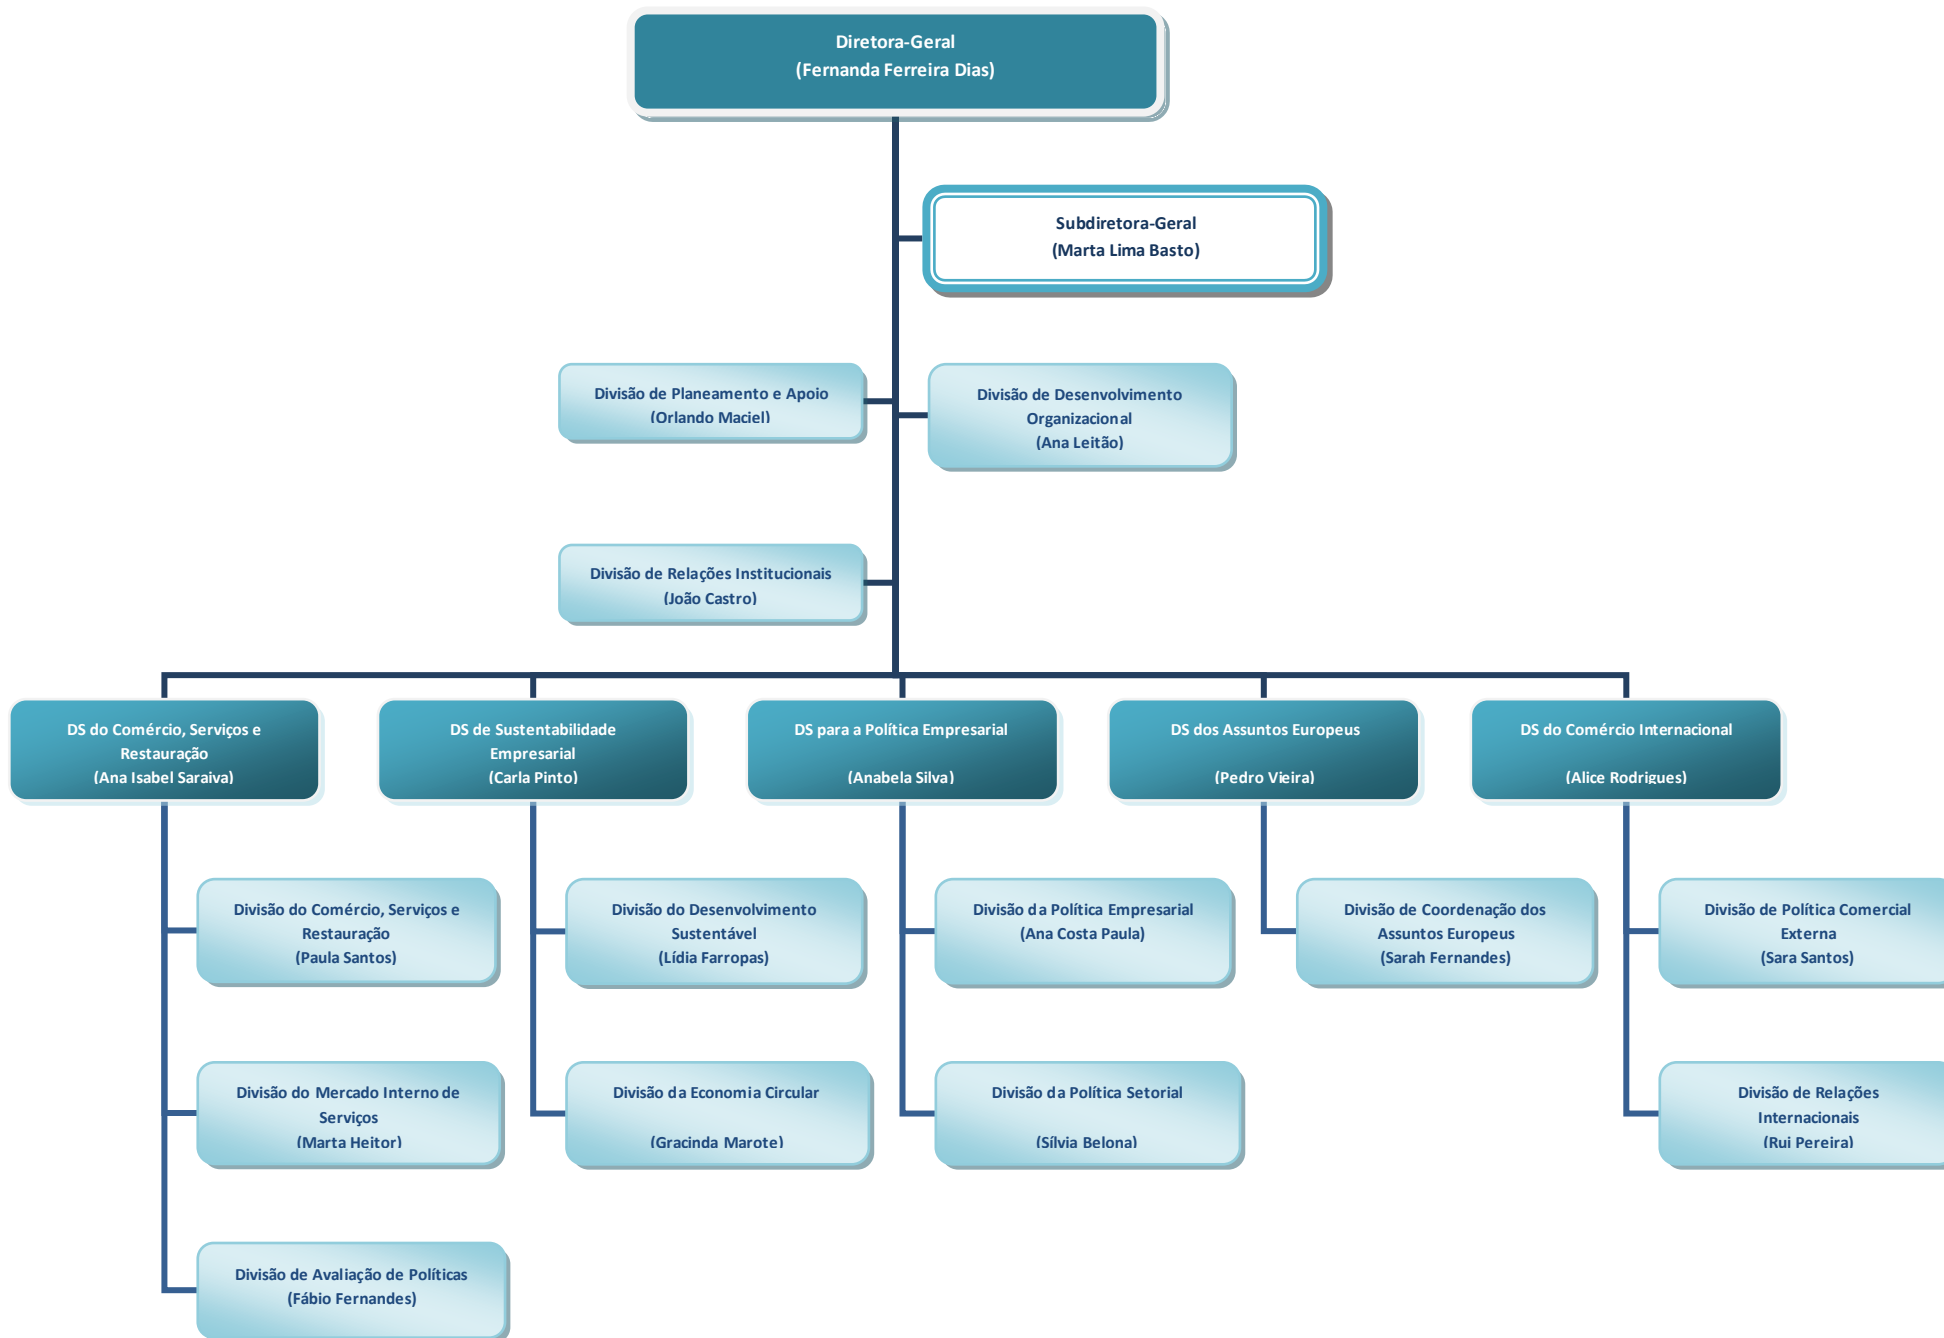 Diretora-Geral
(Fernanda Ferreira Dias)
Subdiretora-Geral
(Marta Lima Basto)
Divisão de Planeamento e Apoio
(Orlando Maciel)
Divisão de Desenvolvimento
Organizacional
(Ana Leitão)
Divisão de Relações Institucionais
(João Castro)
DS do Comércio, Serviços e
Restauração
(Ana Isabel Saraiva)
DS de Sustentabilidade
Empresarial
(Carla Pinto)
DS para a Política Empresarial
(Anabela Silva)
DS dos Assuntos Europeus
(Pedro Vieira)
DS do Comércio Internacional
(Alice Rodrigues)
Divisão do Comércio, Serviços e
Restauração
(Paula Santos)
Divisão do Desenvolvimento
Sustentável
(Lídia Farropas)
Divisão da Política Empresarial
(Ana Costa Paula)
Divisão de Coordenação dos
Assuntos Europeus
(Sarah Fernandes)
Divisão de Política Comercial
Externa
(Sara Santos)
Divisão do Mercado Interno de
Serviços
(Marta Heitor)
Divisão da Economia Circular
(Gracinda Marote)
Divisão da Política Setorial
(Sílvia Belona)
Divisão de Relações
Internacionais
(Rui Pereira)
Divisão de Avaliação de Políticas
(Fábio Fernandes)